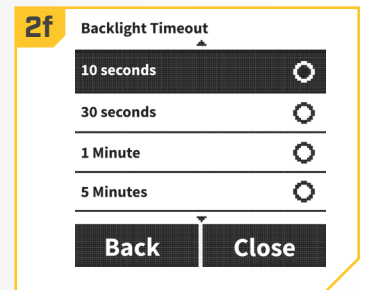 2f
Backlight Timeout
10 seconds
30 seconds
1 Minute
5 Minutes
Back Close